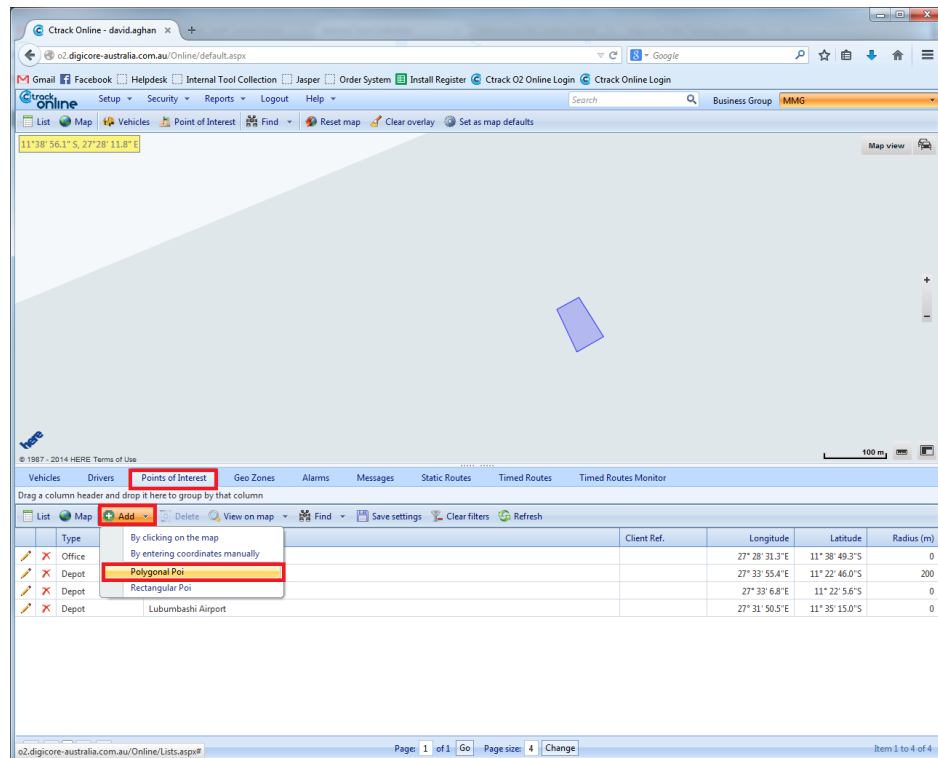 Ctrack Online - david.aghan × +
o2.digicore-australia.com.au/Online/default.aspx 8 Google
Gmail Facebook Helpdesk Internal Tool Collection Jasper Order System Install Register Ctrack O2 Online Login Ctrack Online Login
Ctrack online Setup Security Reports Logout Help Search Business Group MMG
List Map Vehicles Point of Interest Find Reset map Clear overlay Set as map defaults
11°38' 56.1" S, 27°28' 11.8" E Map view
+
−
here
© 1987 - 2014 HERE Terms of Use 100 m
Vehicles Drivers Points of Interest Geo Zones Alarms Messages Static Routes Timed Routes Timed Routes Monitor
Drag a column header and drop it here to group by that column
List Map Add Delete View on map Find Save settings Clear filters Refresh
Type Client Ref. Longitude Latitude Radius (m)
By clicking on the map
By entering coordinates manually
Polygonal Poi
Rectangular Poi
Office 27° 28' 31.3"E 11° 38' 49.3"S 0
Depot 27° 33' 55.4"E 11° 22' 46.0"S 200
Depot 27° 33' 6.8"E 11° 22' 5.6"S 0
Depot Lubumbashi Airport 27° 31' 50.5"E 11° 35' 15.0"S 0
o2.digicore-australia.com.au/Online/Lists.aspx# Page: 1 of 1 Go Page size: 4 Change Item 1 to 4 of 4